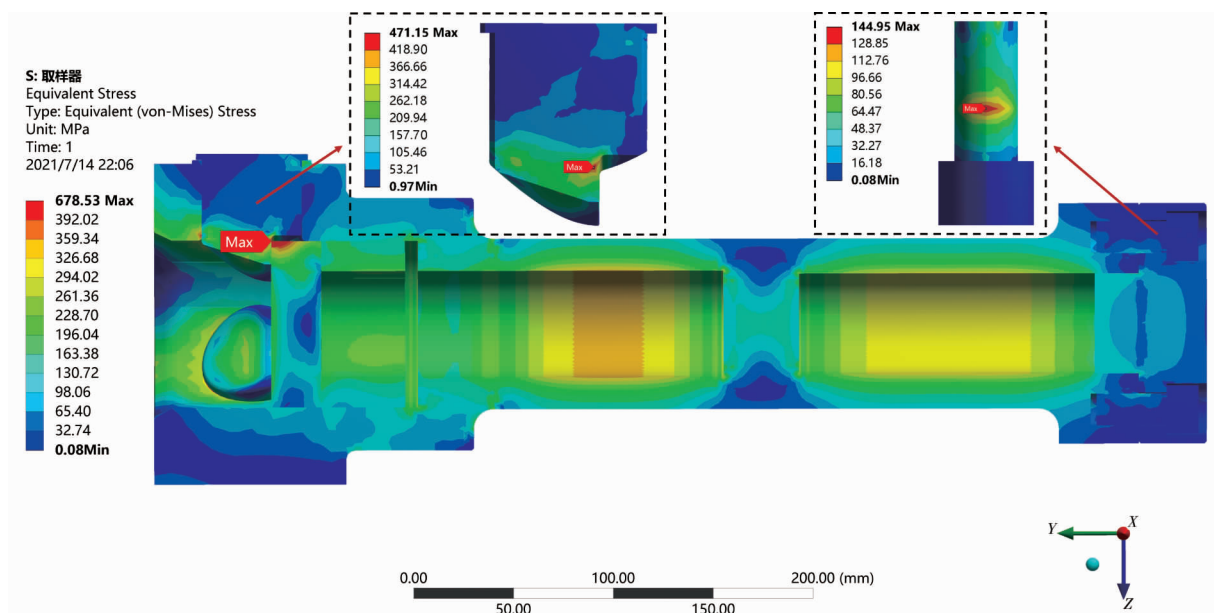 S: 取样器
Equivalent Stress
Type: Equivalent (von-Mises) Stress
Unit: MPa
Time: 1
2021/7/14 22:06
678.53 Max
392.02
359.34
326.68
294.02
261.36
228.70
196.04
163.38
130.72
98.06
65.40
32.74
0.08Min
471.15 Max
418.90
366.66
314.42
262.18
209.94
157.70
105.46
53.21
0.97Min
Max
144.95 Max
128.85
112.76
96.66
80.56
64.47
48.37
32.27
16.18
0.08Min
Max
Max
0.00 100.00 200.00 (mm)
50.00 150.00
Y X
Z